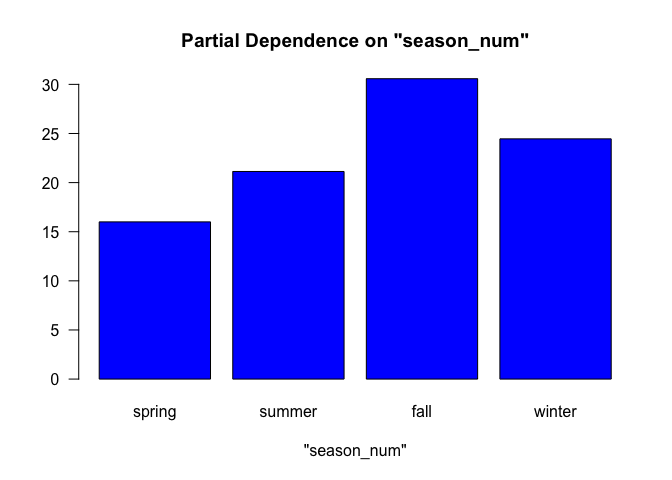 Partial Dependence on "season_num"
30
25
20
15
10
5
0
spring summer fall winter
"season_num"